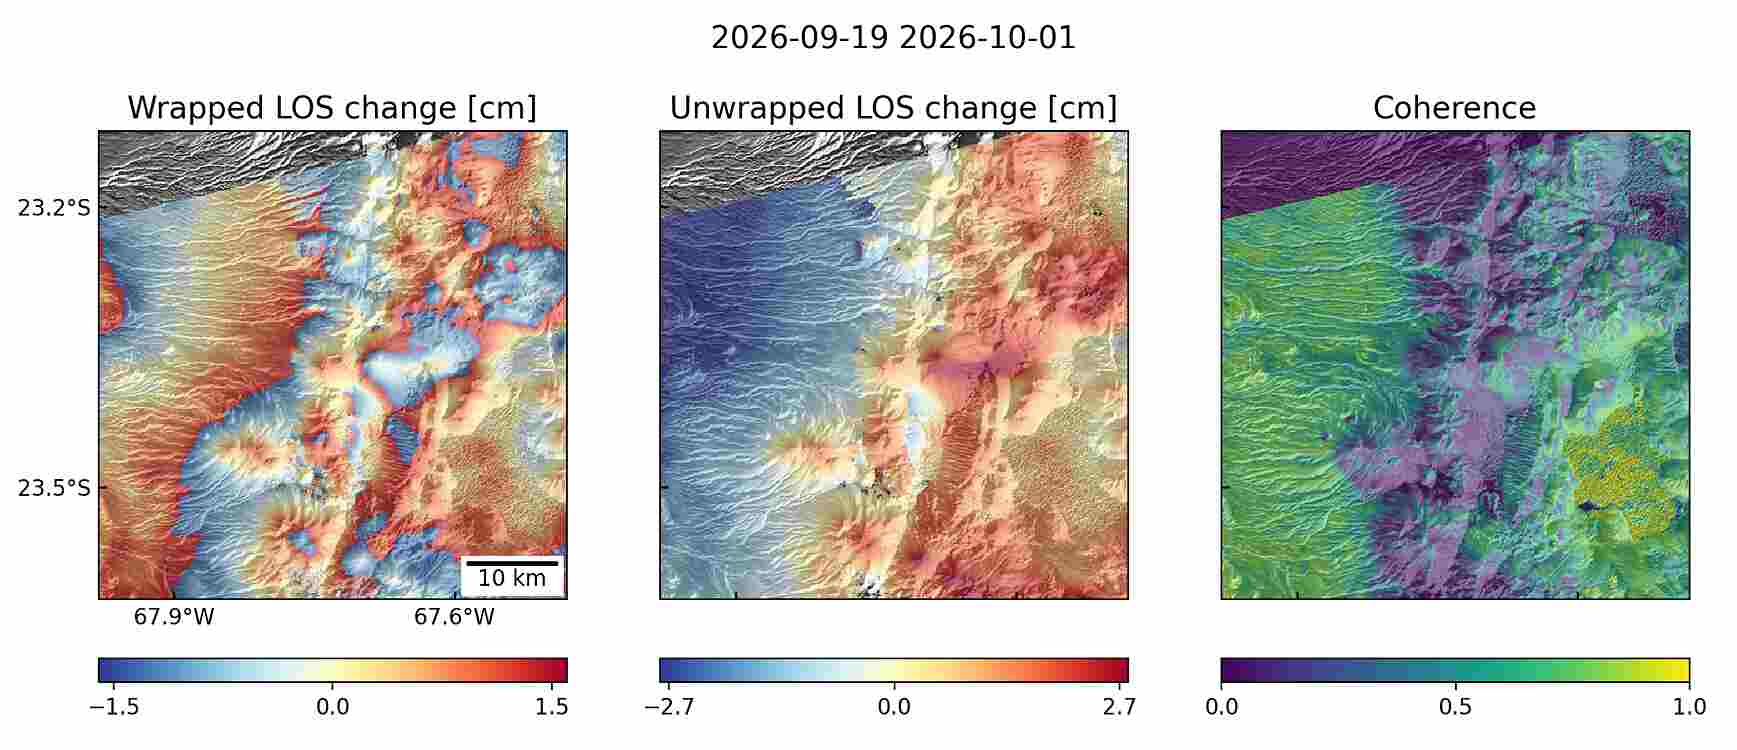 2026-09-19 2026-10-01
Wrapped LOS change [cm]
Unwrapped LOS change [cm]
Coherence
23.2°S
23.5°S
10 km
67.9°W
67.6°W
−1.5
0.0
1.5
−2.7
0.0
2.7
0.0
0.5
1.0